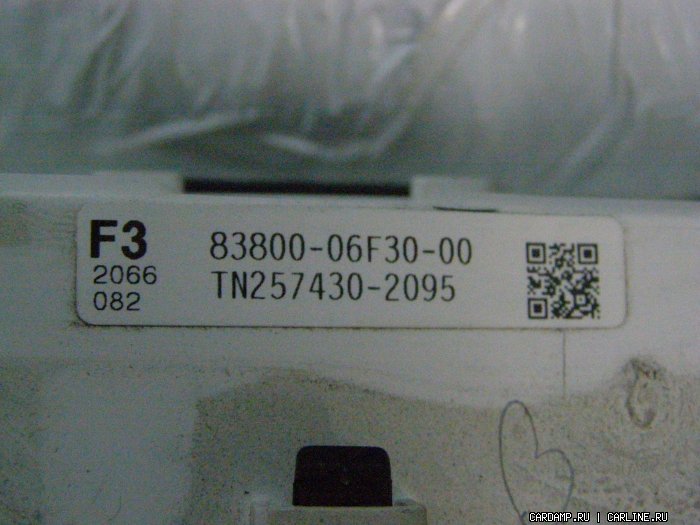 F3
2066
082
83800-06F30-00
TN257430-2095
CARDAMP.RU | CARLINE.RU